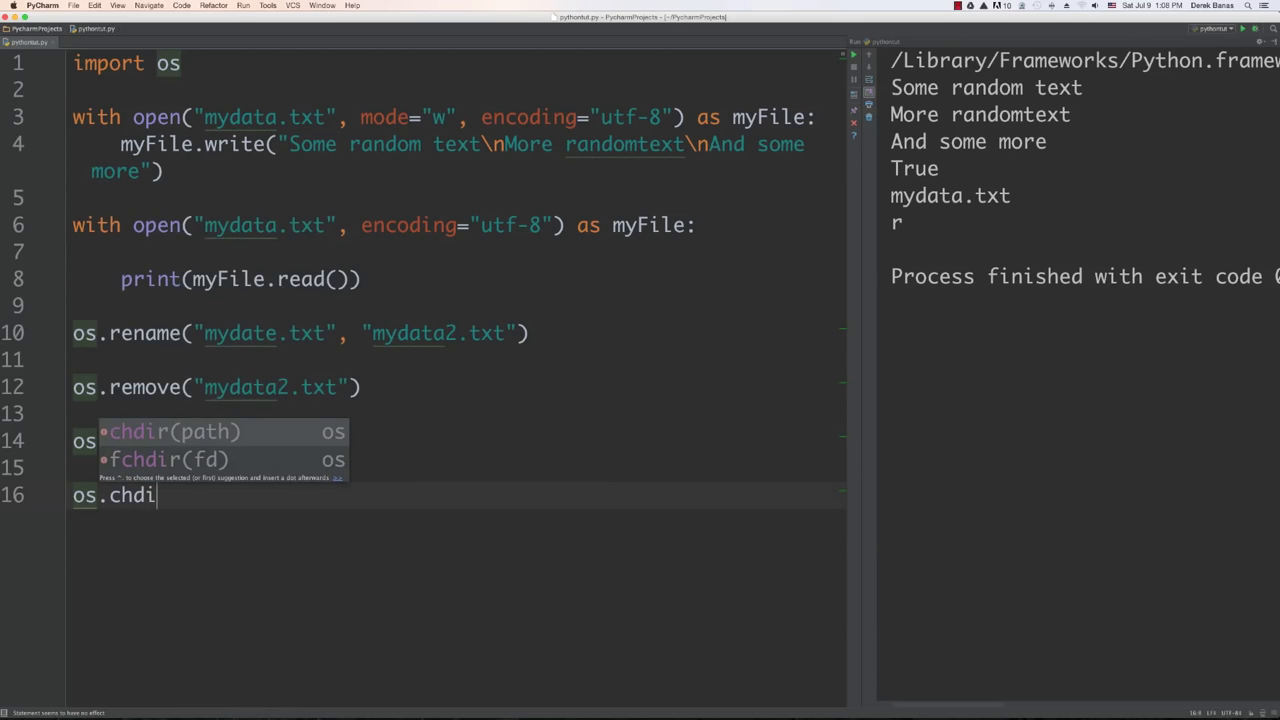 PyCharm File Edit View Navigate Code Refactor Run Tools VCS Window Help
10 Sat Jul 9 1:08 PM Derek Banas
pythontut.py - PycharmProjects - [~/PycharmProjects]
PycharmProjects pythontut.py pythontut
pythontut.py Run pythontut
1 import os
2
3 with open("mydata.txt", mode="w", encoding="utf-8") as myFile:
4 myFile.write("Some random text\nMore randomtext\nAnd some
more")
5
6 with open("mydata.txt", encoding="utf-8") as myFile:
7
8 print(myFile.read())
9
10 os.rename("mydate.txt", "mydata2.txt")
11
12 os.remove("mydata2.txt")
13
14 os
chdir(path) os
15
fchdir(fd) os
Press ^. to choose the selected (or first) suggestion and insert a dot afterwards >>
16 os.chdi
/Library/Frameworks/Python.framew
Some random text
More randomtext
And some more
True
mydata.txt
r
Process finished with exit code 0
Statement seems to have no effect
16:8 LF÷ UTF-8÷